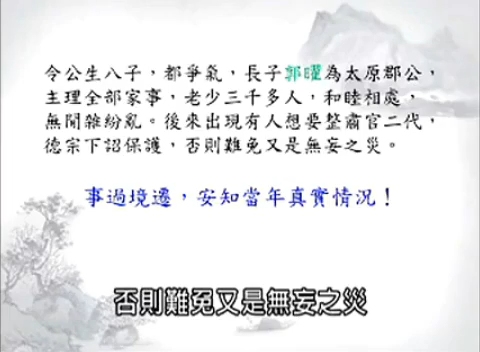 令公生八子，都爭氣，長子郭曜為太原郡公，
主理全部家事，老少三千多人，和睦相處，
無閒雜紛亂。後來出現有人想要整肅官二代，
德宗下詔保護，否則難免又是無妄之災。
事過境遷，安知當年真實情況！
否則難免又是無妄之災